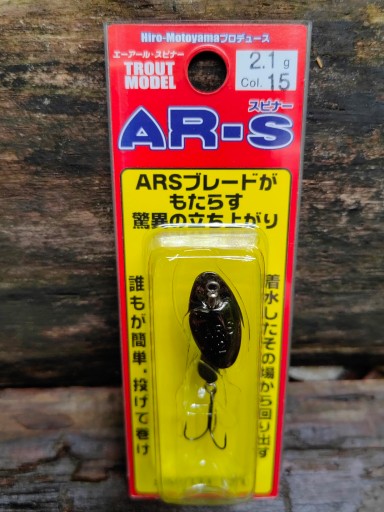 Hiro-Motoyamaプロデュース
エーアール・スピナー
TROUT
MODEL
2.1 g
Col. 15
スピナー
AR-S
ARSブレードが
もたらす
驚異の立ち上がり
着水したその場から回り出す
誰もが簡単、投げて巻け